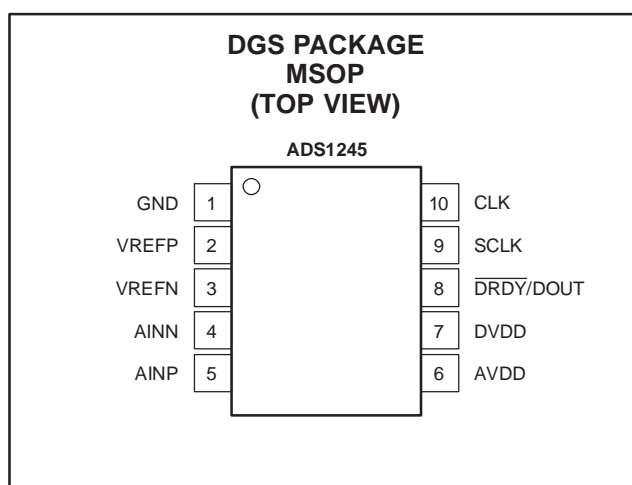 DGS PACKAGE
MSOP
(TOP VIEW)
ADS1245
GND 1 10 CLK
VREFP 2 9 SCLK
VREFN 3 8 D̅R̅D̅Y̅/DOUT
AINN 4 7 DVDD
AINP 5 6 AVDD